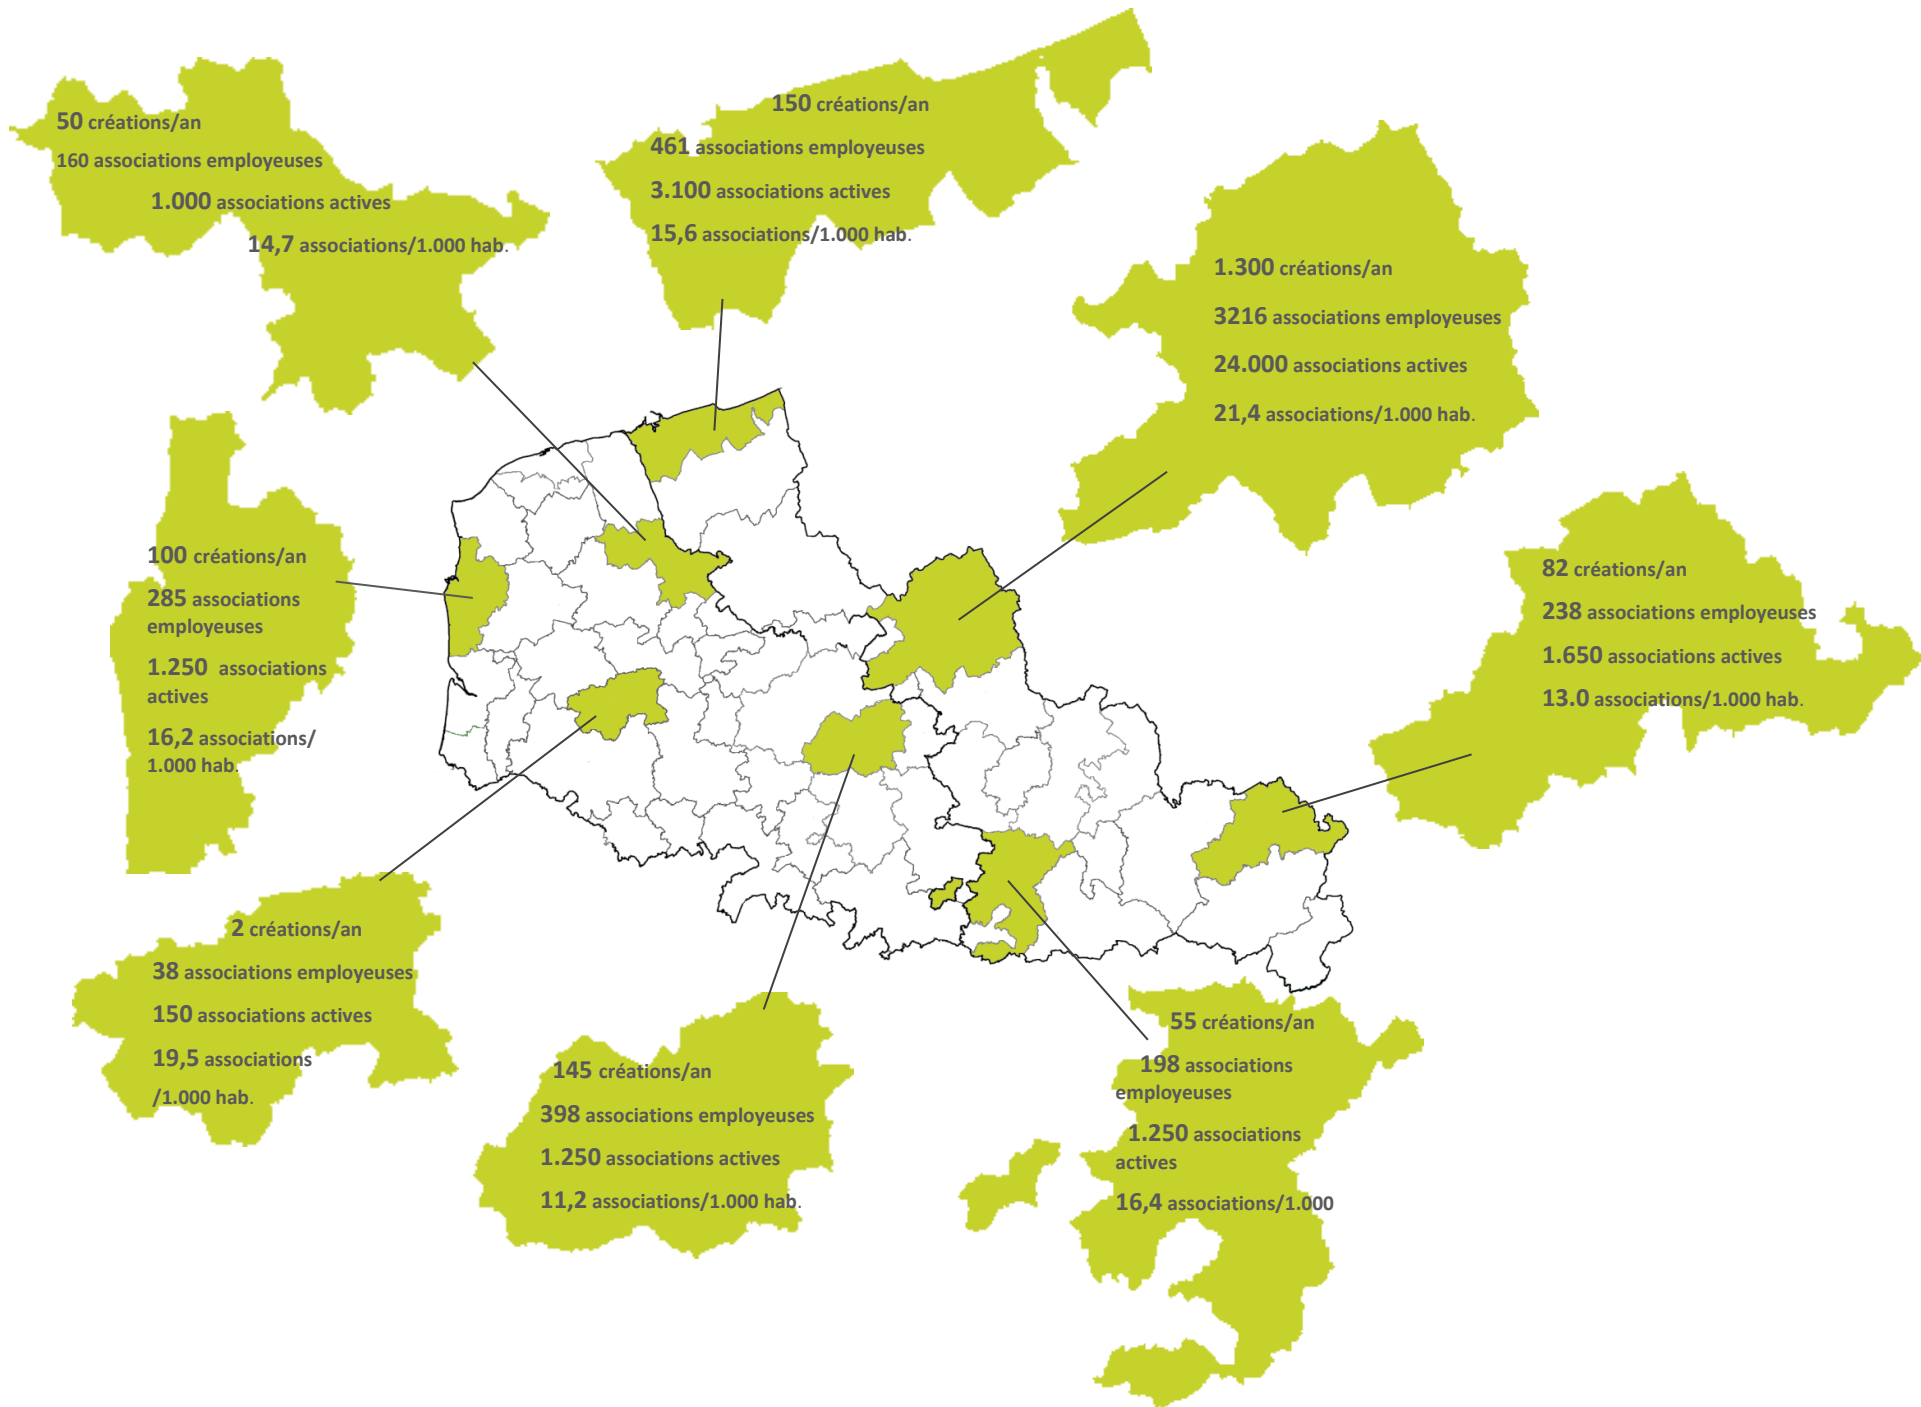 50 créations/an
160 associations employeuses
1.000 associations actives
14,7 associations/1.000 hab.
150 créations/an
461 associations employeuses
3.100 associations actives
15,6 associations/1.000 hab.
1.300 créations/an
3216 associations employeuses
24.000 associations actives
21,4 associations/1.000 hab.
100 créations/an
285 associations
employeuses
1.250 associations
actives
16,2 associations/
1.000 hab.
82 créations/an
238 associations employeuses
1.650 associations actives
13.0 associations/1.000 hab.
2 créations/an
38 associations employeuses
150 associations actives
19,5 associations
/1.000 hab.
145 créations/an
398 associations employeuses
1.250 associations actives
11,2 associations/1.000 hab.
55 créations/an
198 associations
employeuses
1.250 associations
actives
16,4 associations/1.000